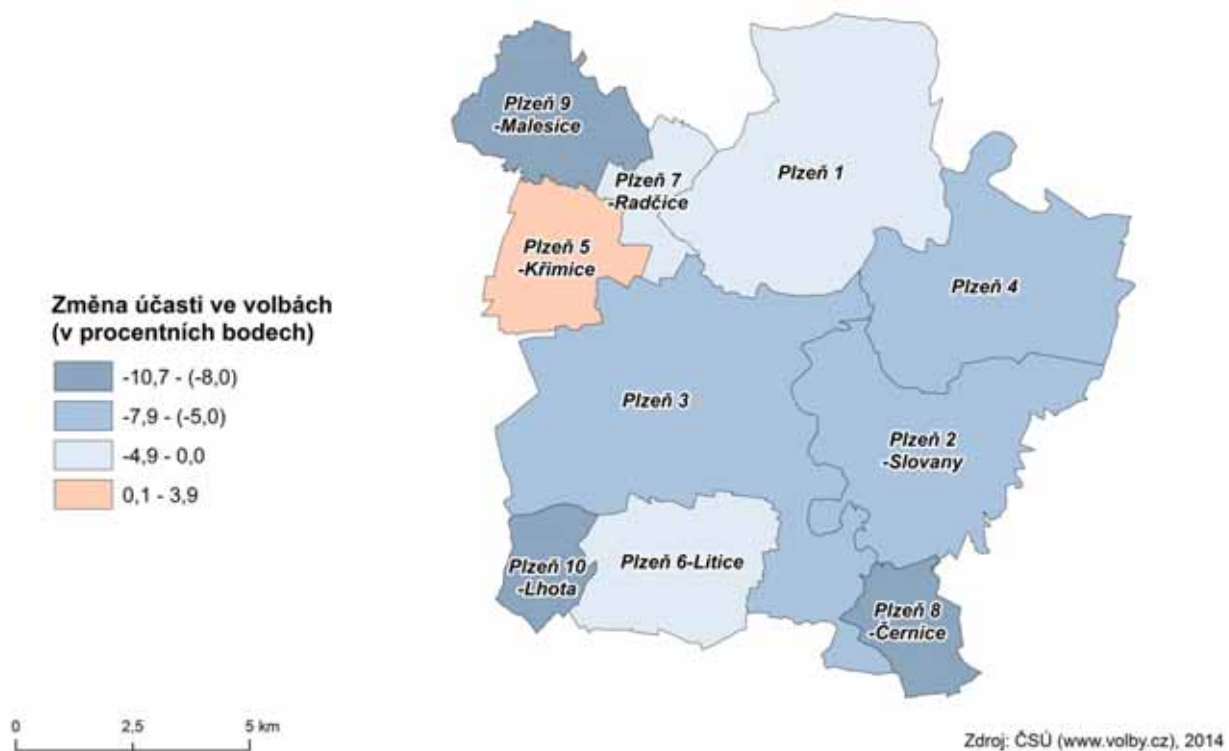 Plzeň 9
-Malesice
Plzeň 7
-Radčice
Plzeň 1
Plzeň 5
-Křimice
Plzeň 4
Změna účasti ve volbách
(v procentních bodech)
-10,7 - (-8,0)
-7,9 - (-5,0)
-4,9 - 0,0
0,1 - 3,9
Plzeň 3
Plzeň 2
-Slovany
Plzeň 10
-Lhota
Plzeň 6-Litice
Plzeň 8
-Černice
0 2,5 5 km
Zdroj: ČSÚ (www.volby.cz), 2014